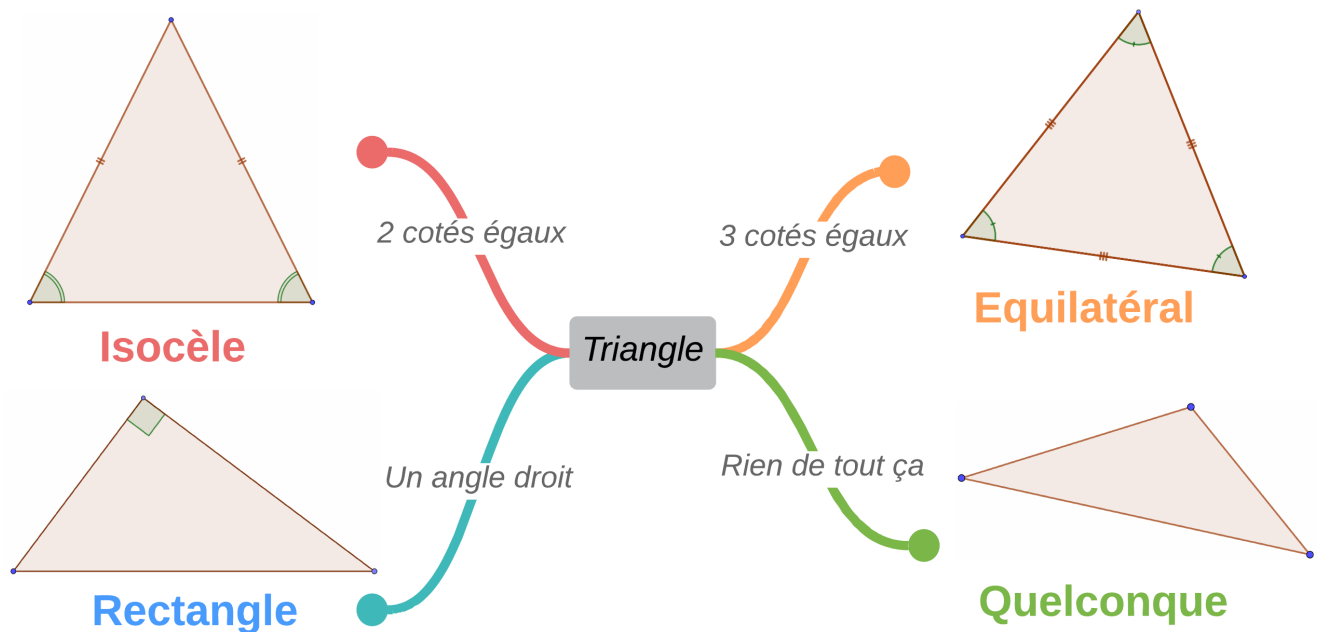 2 cotés égaux
Isocèle
3 cotés égaux
Equilatéral
Triangle
Un angle droit
Rectangle
Rien de tout ça
Quelconque